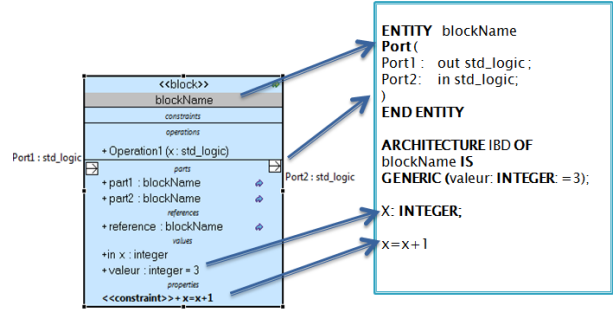 <<block>>
blockName
constraints
operations
+ Operation1 (x : std_logic)
Port1 : std_logic
parts
Port2 : std_logic
+ part1 : blockName
+ part2 : blockName
references
+ reference : blockName
values
+in x : integer
+ valeur : integer = 3
properties
<<constraint>>+ x=x+1
ENTITY blockName
Port (
Port1 : out std_logic ;
Port2: in std_logic;
)
END ENTITY
ARCHITECTURE IBD OF
blockName IS
GENERIC (valeur: INTEGER: =3);
X: INTEGER;
x=x+1